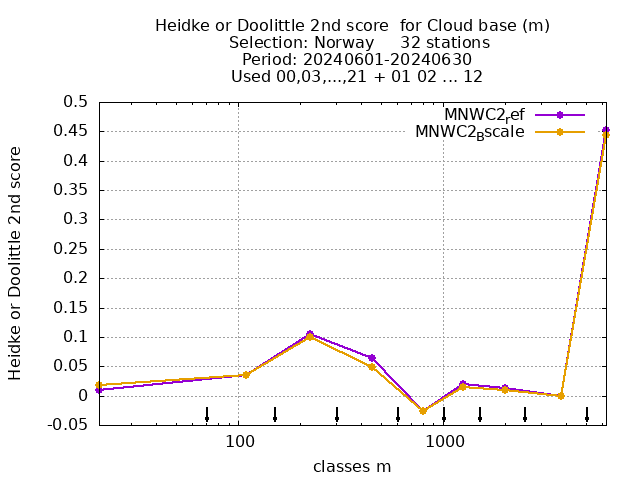 Heidke or Doolittle 2nd score  for Cloud base (m)
Selection: Norway     32 stations
Period: 20240601-20240630
Used 00,03,...,21 + 01 02 ... 12
MNWC2ref
MNWC2Bscale
0.5
0.45
0.4
0.35
0.3
0.25
0.2
0.15
0.1
0.05
0
-0.05
Heidke or Doolittle 2nd score
100
1000
classes m